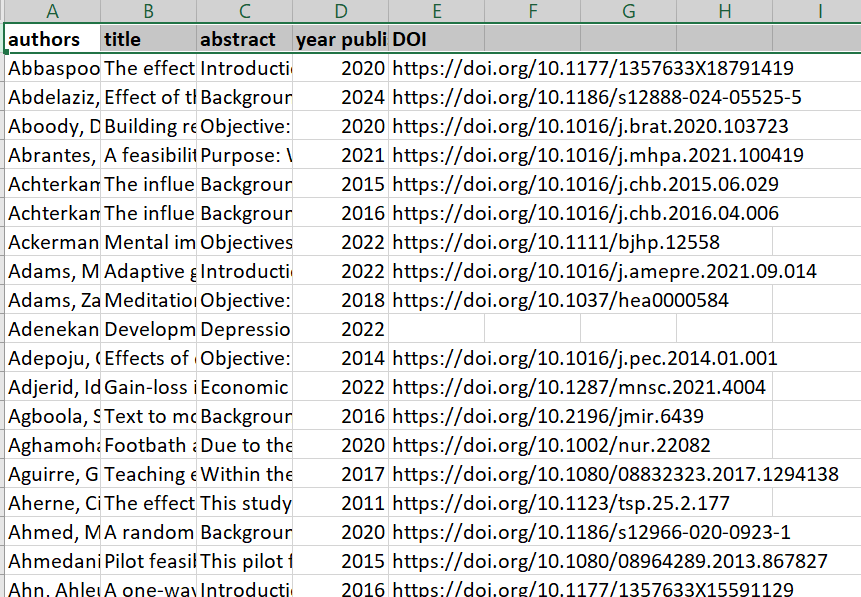 A B C D E F G H I
authors title abstract year publi DOI
Abbaspoo The effect Introducti 2020 https://doi.org/10.1177/1357633X18791419
Abdelaziz, Effect of th Backgroun 2024 https://doi.org/10.1186/s12888-024-05525-5
Aboody, D Building re Objective: 2020 https://doi.org/10.1016/j.brat.2020.103723
Abrantes, A feasibilit Purpose: W 2021 https://doi.org/10.1016/j.mhpa.2021.100419
Achterkam The influe Backgroun 2015 https://doi.org/10.1016/j.chb.2015.06.029
Achterkam The influe Backgroun 2016 https://doi.org/10.1016/j.chb.2016.04.006
Ackerman Mental im Objectives 2022 https://doi.org/10.1111/bjhp.12558
Adams, M Adaptive g Introducti 2022 https://doi.org/10.1016/j.amepre.2021.09.014
Adams, Za Meditation Objective: 2018 https://doi.org/10.1037/hea0000584
Adenekan Developm Depressio 2022
Adepoju, O Effects of Objective: 2014 https://doi.org/10.1016/j.pec.2014.01.001
Adjerid, Id Gain-loss i Economic 2022 https://doi.org/10.1287/mnsc.2021.4004
Agboola, S Text to mo Backgroun 2016 https://doi.org/10.2196/jmir.6439
Aghamoha Footbath a Due to the 2020 https://doi.org/10.1002/nur.22082
Aguirre, G Teaching e Within the 2017 https://doi.org/10.1080/08832323.2017.1294138
Aherne, Ci The effect This study 2011 https://doi.org/10.1123/tsp.25.2.177
Ahmed, M A random Backgroun 2020 https://doi.org/10.1186/s12966-020-0923-1
Ahmedani Pilot feasil This pilot f 2015 https://doi.org/10.1080/08964289.2013.867827
Ahn, Ahleu A one-way Introducti 2016 https://doi.org/10.1177/1357633X15591129